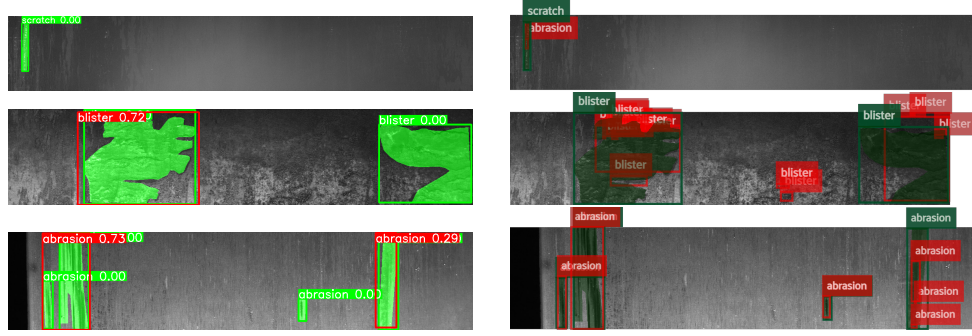 scratch 0.00
scratch
abrasion
blister 0.72
blister 0.00
blister
blister
blister
blister
blister
blister
blister
blister
abrasion 0.73
00
abrasion 0.29
abrasion 0.00
abrasion 0.00
abrasion
abrasion
abrasion
abrasion
abrasion
abrasion
abrasion